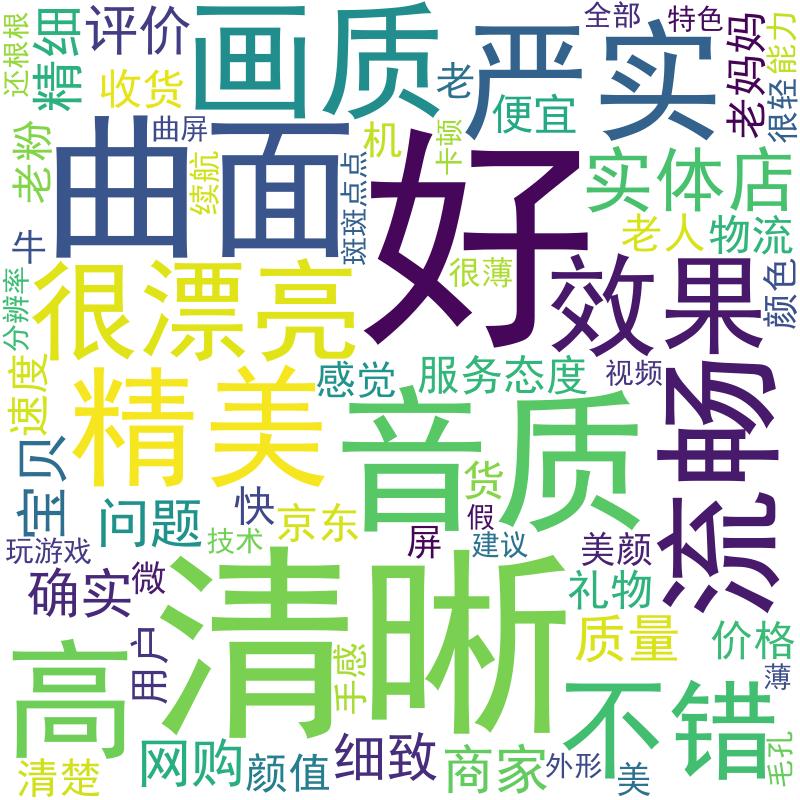 还根根
精细
评价
画质
严
实
全部
特色
老妈妈
能力
很轻
收货
老
便宜
曲屏
机
卡顿
老粉
曲面
续航
斑斑点点
好
实体店
老人
物流
牛
分辨率
很漂亮
很薄
效果
颜色
速度
精美
感觉
服务态度
视频
流畅
宝贝
音质
货
假
问题
快
京东
屏
建议
美颜
玩游戏
技术
确实
微
清晰
礼物
用户
手感
质量
价格
高
薄
不错
清楚
网购
颜值
细致
商家
外形
美
毛孔